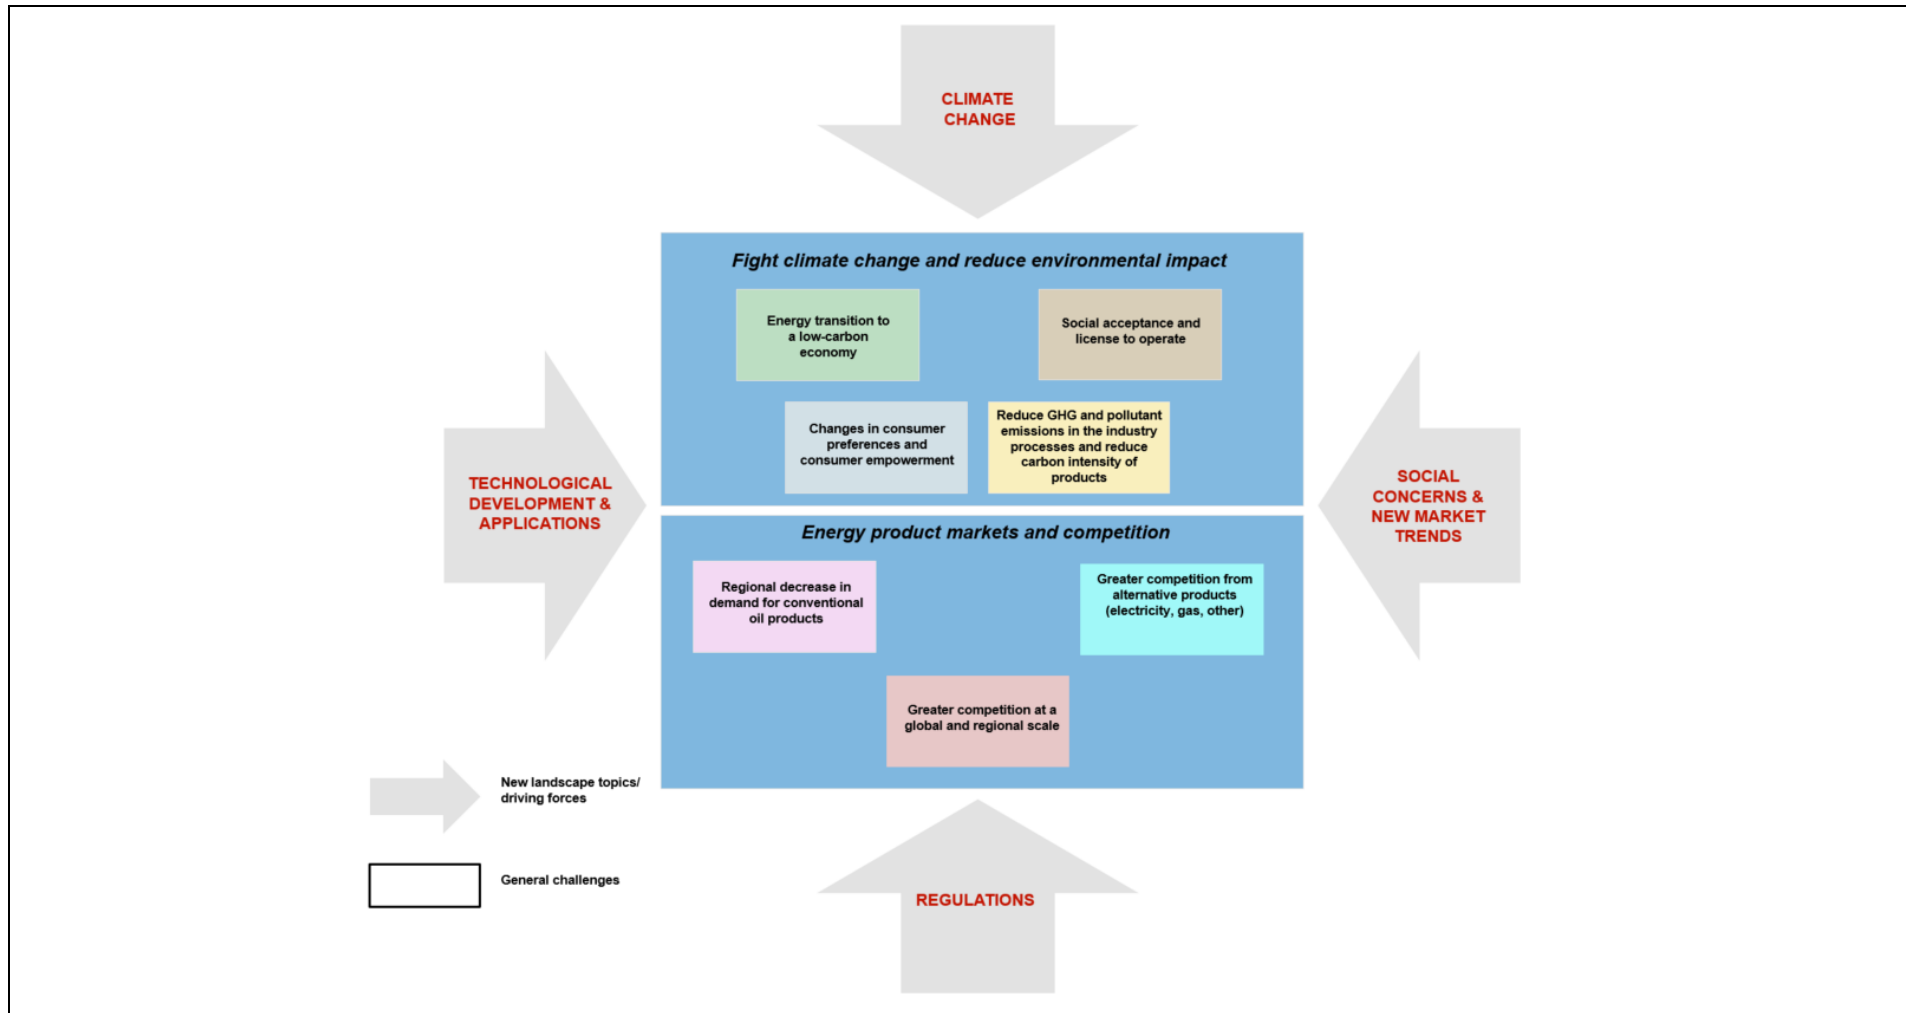 CLIMATE
CHANGE
Fight climate change and reduce environmental impact
Energy transition to
a low-carbon
economy
Social acceptance and
license to operate
Changes in consumer
preferences and
consumer empowerment
Reduce GHG and pollutant
emissions in the industry
processes and reduce
carbon intensity of
products
TECHNOLOGICAL
DEVELOPMENT &
APPLICATIONS
SOCIAL
CONCERNS &
NEW MARKET
TRENDS
Energy product markets and competition
Regional decrease in
demand for conventional
oil products
Greater competition from
alternative products
(electricity, gas, other)
Greater competition at a
global and regional scale
New landscape topics/
driving forces
General challenges
REGULATIONS